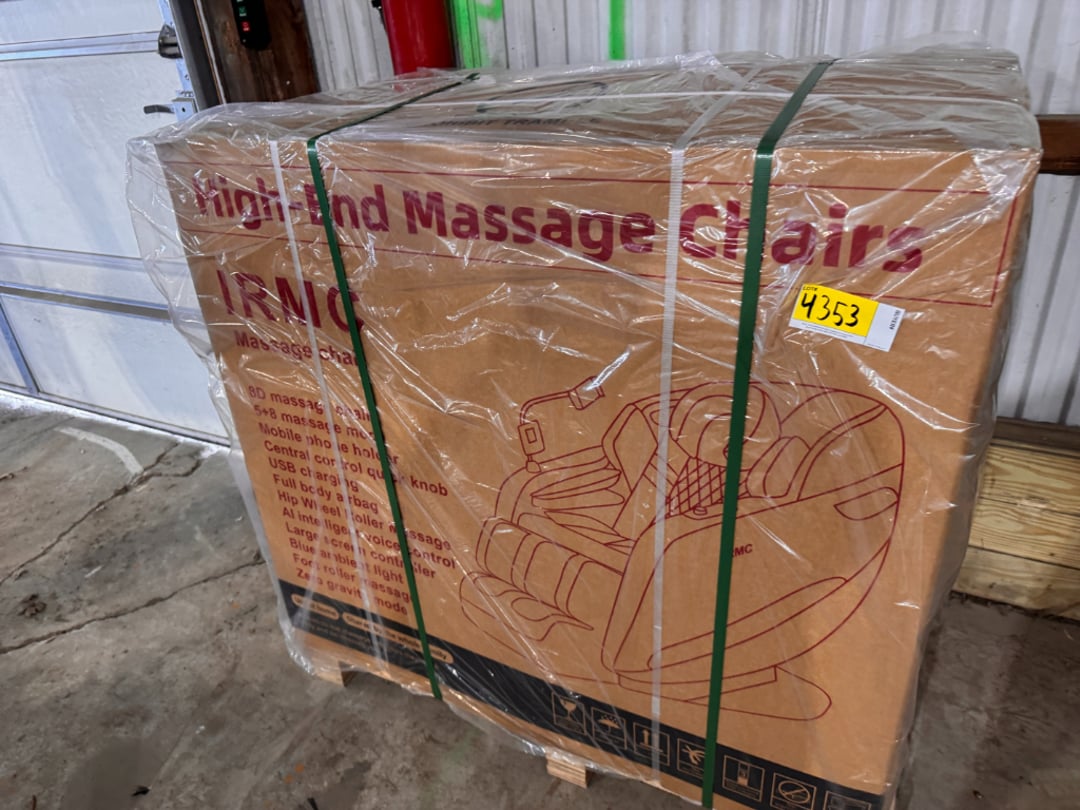 High-End Massage Chairs
IRMC
Massage chair
LOT#
4353
8D massage chair
5+8 massage mo
Mobile phone holder
Central control quick knob
USB charging
Full body airbag
Hip Wheel Roller Massage
AI intelligent voice control
Large screen controller
Blue ambient light
Foot roller massage
Zero gravity mode
IRMC